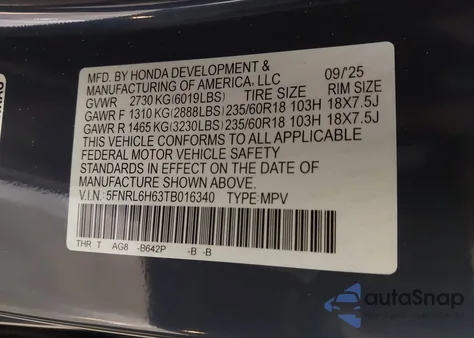 MFD. BY HONDA DEVELOPMENT &
MANUFACTURING OF AMERICA, LLC 09/'25
GVWR 2730 KG(6019LBS) TIRE SIZE RIM SIZE
GAWR F 1310 KG(2888LBS) 235/60R18 103H 18X7.5J
GAWR R 1465 KG(3230LBS) 235/60R18 103H 18X7.5J
THIS VEHICLE CONFORMS TO ALL APPLICABLE
FEDERAL MOTOR VEHICLE SAFETY
STANDARDS IN EFFECT ON THE DATE OF
MANUFACTURE SHOWN ABOVE.
V.I.N. 5FNRL6H63TB016340 TYPE:MPV
THR T AG8 -B642P -B -B
autoSnap